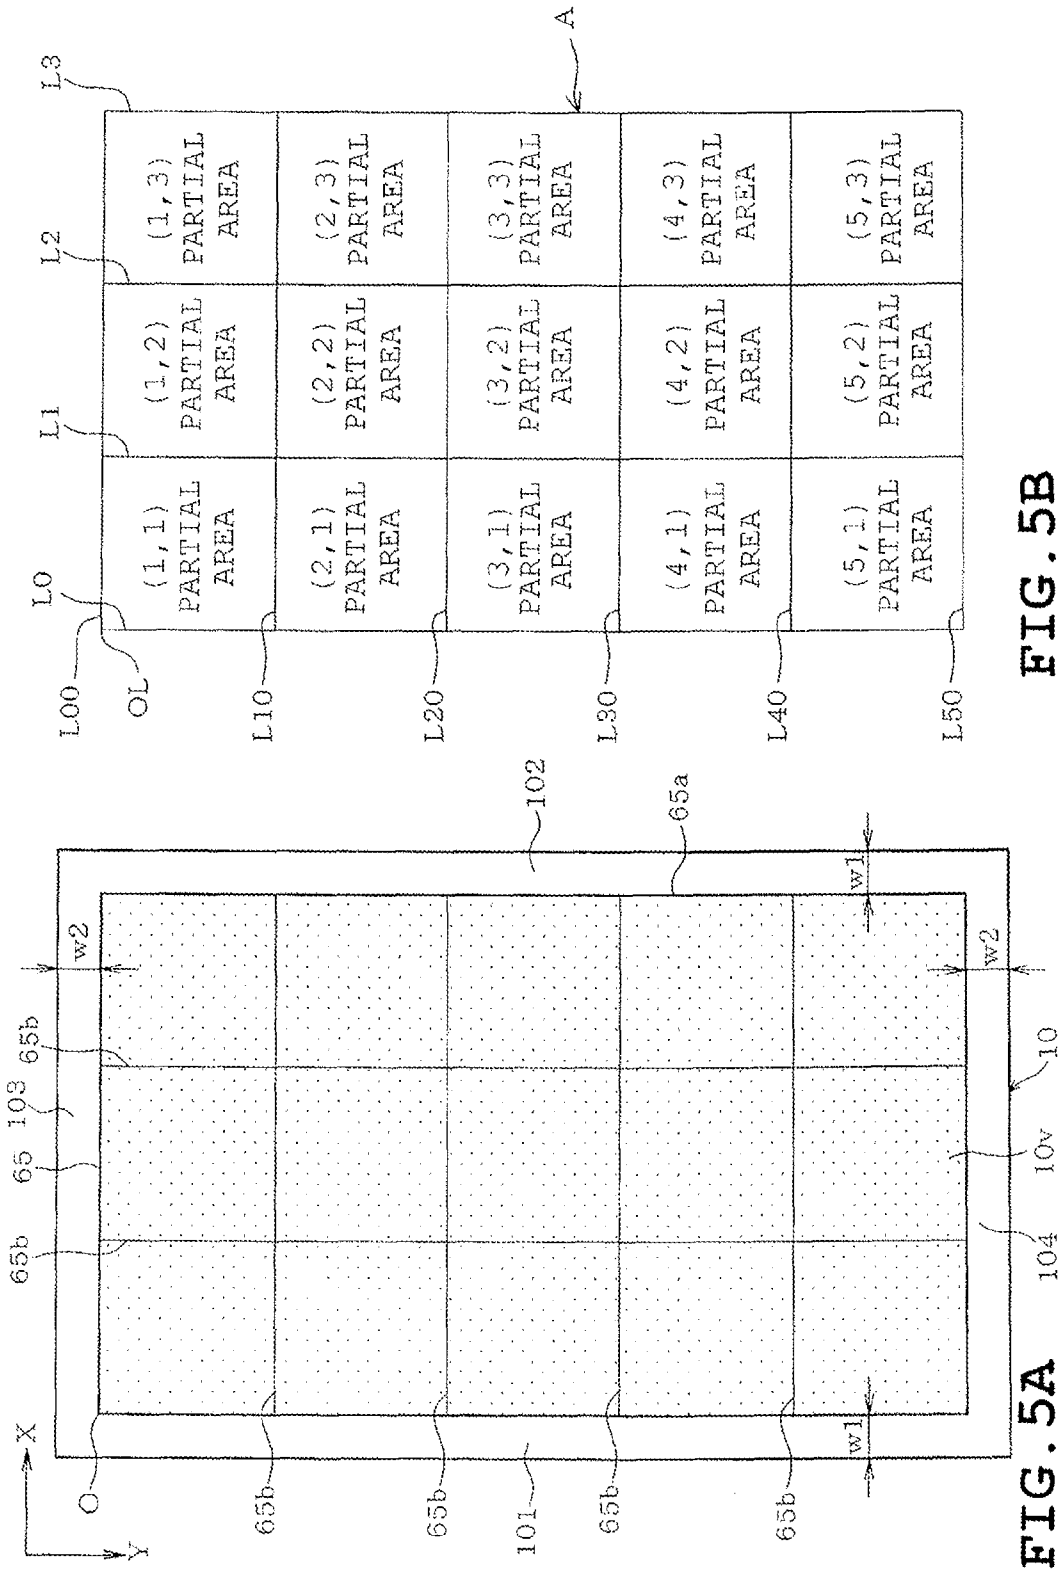 X
Y
O
65b
65
103
65b
w2
102
65a
65b
65b
65b
65b
101
w1
w1
w2
104
10v
10
FIG.5A
L00
L0
L1
L2
L3
OL
A
L10
L20
L30
L40
L50
(1,1)
PARTIAL
AREA
(1,2)
PARTIAL
AREA
(1,3)
PARTIAL
AREA
(2,1)
PARTIAL
AREA
(2,2)
PARTIAL
AREA
(2,3)
PARTIAL
AREA
(3,1)
PARTIAL
AREA
(3,2)
PARTIAL
AREA
(3,3)
PARTIAL
AREA
(4,1)
PARTIAL
AREA
(4,2)
PARTIAL
AREA
(4,3)
PARTIAL
AREA
(5,1)
PARTIAL
AREA
(5,2)
PARTIAL
AREA
(5,3)
PARTIAL
AREA
FIG.5B